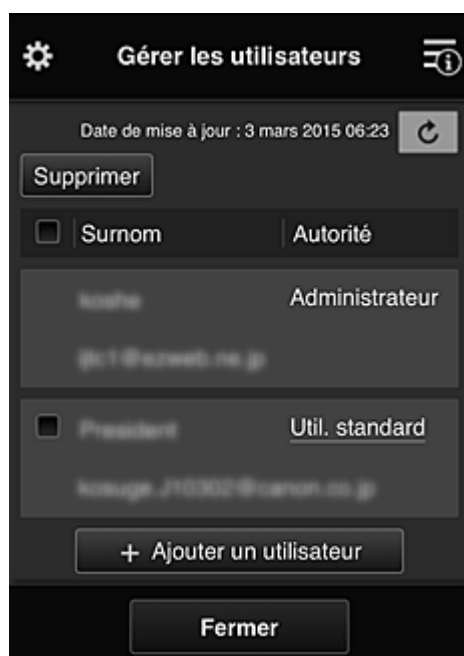 Gérer les utilisateurs
Date de mise à jour : 3 mars 2015 06:23
Supprimer
Surnom Autorité
Administrateur
Util. standard
+ Ajouter un utilisateur
Fermer